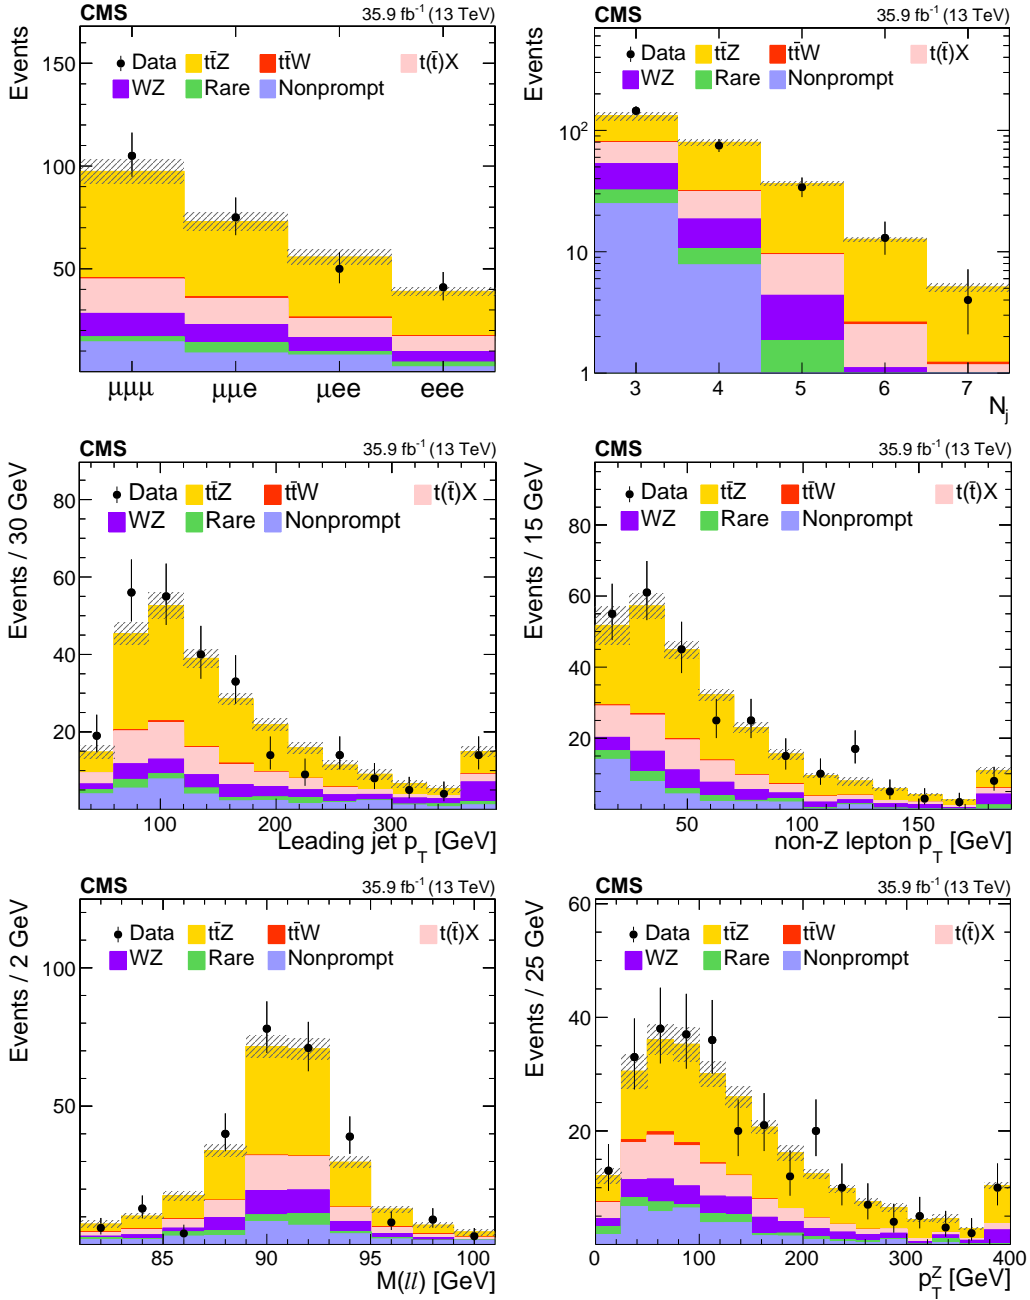 CMS 35.9 fb⁻¹ (13 TeV)
Events
150
100
50
Data tt̄Z tt̄W t(t̄)X
WZ Rare Nonprompt
μμμ μμe μee eee
CMS 35.9 fb⁻¹ (13 TeV)
Events
10²
10
1
Data tt̄Z tt̄W t(t̄)X
WZ Rare Nonprompt
3 4 5 6 7
N_j
CMS 35.9 fb⁻¹ (13 TeV)
Events / 30 GeV
80
60
40
20
Data tt̄Z tt̄W t(t̄)X
WZ Rare Nonprompt
100 200 300
Leading jet p_T [GeV]
CMS 35.9 fb⁻¹ (13 TeV)
Events / 15 GeV
80
60
40
20
Data tt̄Z tt̄W t(t̄)X
WZ Rare Nonprompt
50 100 150
non-Z lepton p_T [GeV]
CMS 35.9 fb⁻¹ (13 TeV)
Events / 2 GeV
100
50
Data tt̄Z tt̄W t(t̄)X
WZ Rare Nonprompt
85 90 95 100
M(ll) [GeV]
CMS 35.9 fb⁻¹ (13 TeV)
Events / 25 GeV
60
40
20
Data tt̄Z tt̄W t(t̄)X
WZ Rare Nonprompt
0 100 200 300 400
p_T^Z [GeV]